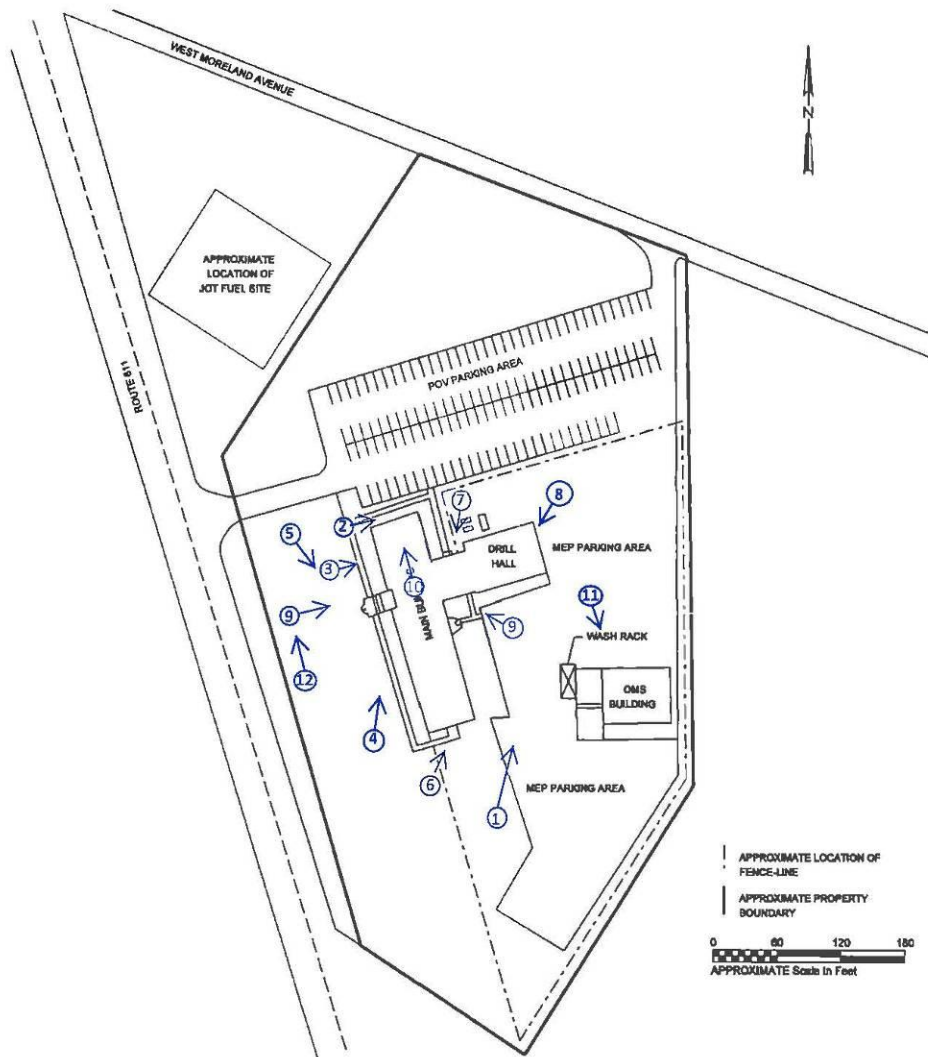 WEST MORELAND AVENUE
N
APPROXIMATE
LOCATION OF
JOT FUEL SITE
ROUTE 611
POV PARKING AREA
7
8
2
5
DRILL
HALL
MEP PARKING AREA
3
10
MAIN BUI
11
9
9
WASH RACK
12
OMS
BUILDING
4
6
MEP PARKING AREA
1
APPROXIMATE LOCATION OF
FENCE-LINE
APPROXIMATE PROPERTY
BOUNDARY
0 60 120 180
APPROXIMATE Scale in Feet